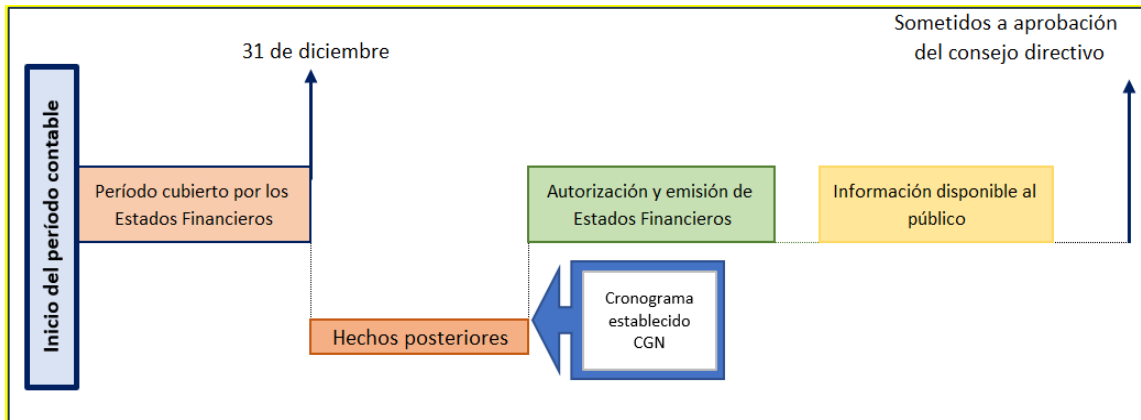 Inicio del período contable
31 de diciembre
Sometidos a aprobación
del consejo directivo
Período cubierto por los
Estados Financieros
Autorización y emisión de
Estados Financieros
Información disponible al
público
Hechos posteriores
Cronograma
establecido
CGN